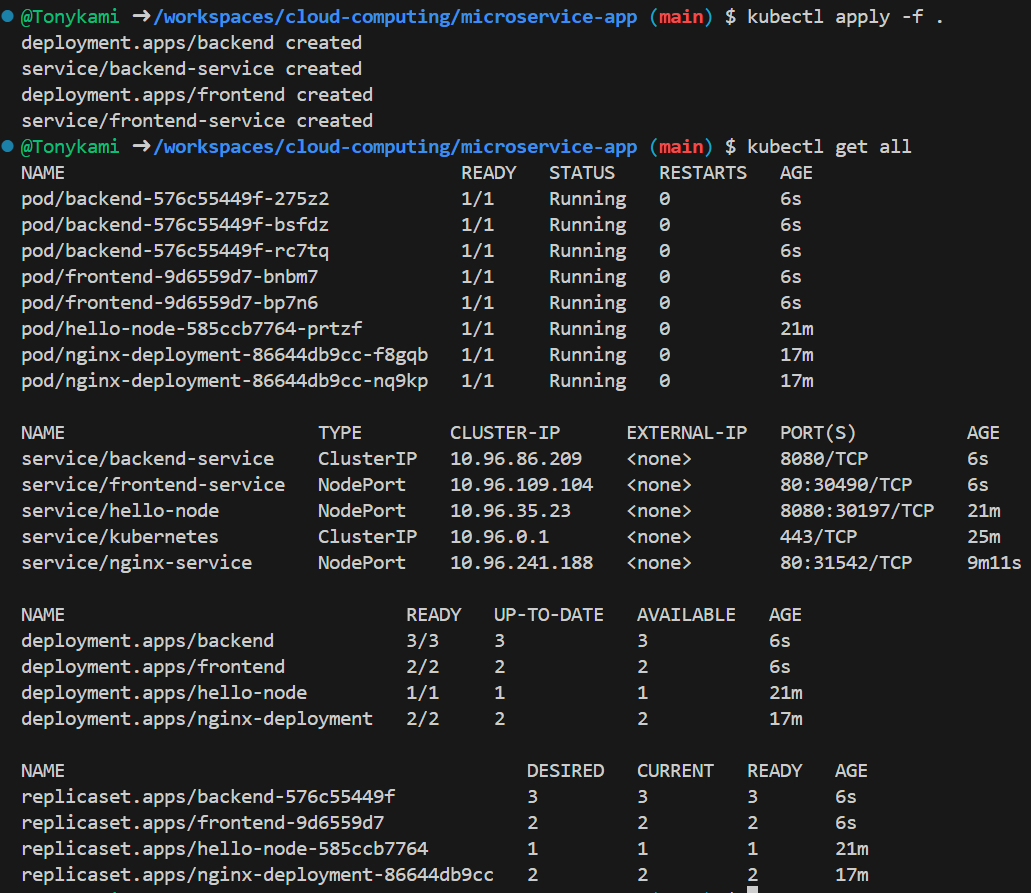 @Tonykami ➜/workspaces/cloud-computing/microservice-app (main) $ kubectl apply -f .
deployment.apps/backend created
service/backend-service created
deployment.apps/frontend created
service/frontend-service created
@Tonykami ➜/workspaces/cloud-computing/microservice-app (main) $ kubectl get all
NAME READY STATUS RESTARTS AGE
pod/backend-576c55449f-275z2 1/1 Running 0 6s
pod/backend-576c55449f-bsfdz 1/1 Running 0 6s
pod/backend-576c55449f-rc7tq 1/1 Running 0 6s
pod/frontend-9d6559d7-bnbm7 1/1 Running 0 6s
pod/frontend-9d6559d7-bp7n6 1/1 Running 0 6s
pod/hello-node-585ccb7764-prtzf 1/1 Running 0 21m
pod/nginx-deployment-86644db9cc-f8gqb 1/1 Running 0 17m
pod/nginx-deployment-86644db9cc-nq9kp 1/1 Running 0 17m
NAME TYPE CLUSTER-IP EXTERNAL-IP PORT(S) AGE
service/backend-service ClusterIP 10.96.86.209 <none> 8080/TCP 6s
service/frontend-service NodePort 10.96.109.104 <none> 80:30490/TCP 6s
service/hello-node NodePort 10.96.35.23 <none> 8080:30197/TCP 21m
service/kubernetes ClusterIP 10.96.0.1 <none> 443/TCP 25m
service/nginx-service NodePort 10.96.241.188 <none> 80:31542/TCP 9m11s
NAME READY UP-TO-DATE AVAILABLE AGE
deployment.apps/backend 3/3 3 3 6s
deployment.apps/frontend 2/2 2 2 6s
deployment.apps/hello-node 1/1 1 1 21m
deployment.apps/nginx-deployment 2/2 2 2 17m
NAME DESIRED CURRENT READY AGE
replicaset.apps/backend-576c55449f 3 3 3 6s
replicaset.apps/frontend-9d6559d7 2 2 2 6s
replicaset.apps/hello-node-585ccb7764 1 1 1 21m
replicaset.apps/nginx-deployment-86644db9cc 2 2 2 17m